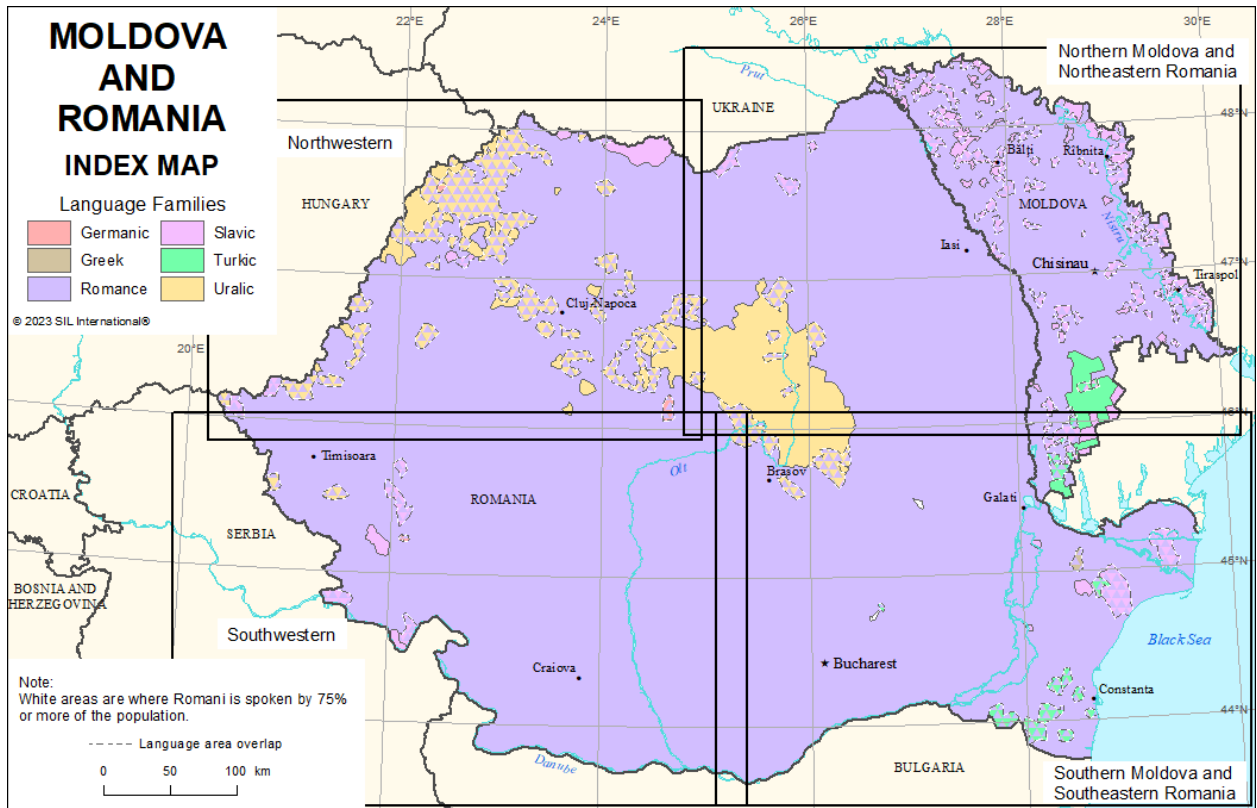 MOLDOVA
AND
ROMANIA
INDEX MAP
Language Families
Germanic
Slavic
Greek
Turkic
Romance
Uralic
© 2023 SIL International®
22°E
24°E
26°E
28°E
30°E
Northern Moldova and
Northeastern Romania
Prut
UKRAINE
48°N
Northwestern
Bălți
Rîbnița
HUNGARY
MOLDOVA
Nistru
Iasi
Chisinau
47°N
Tiraspol
Cluj-Napoca
20°E
46°N
Timisoara
Olt
Brasov
CROATIA
ROMANIA
Galati
SERBIA
45°N
BOSNIA AND
HERZEGOVINA
Southwestern
Black Sea
Bucharest
Craiova
Constanta
Note:
White areas are where Romani is spoken by 75%
or more of the population.
44°N
Language area overlap
0 50 100 km
Danube
BULGARIA
Southern Moldova and
Southeastern Romania